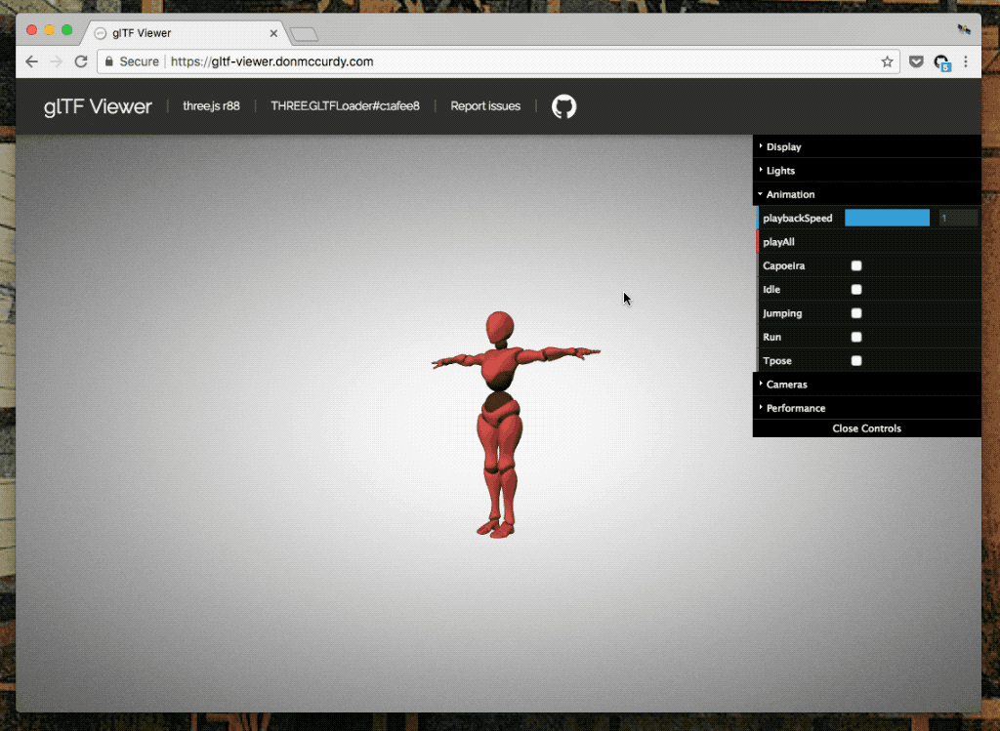 glTF Viewer
Secure
https://gltf-viewer.donmccurdy.com
5
glTF Viewer
three.js r88
THREE.GLTFLoader#c1afee8
Report issues
Display
Lights
Animation
playbackSpeed 1
playAll
Capoeira
Idle
Jumping
Run
Tpose
Cameras
Performance
Close Controls